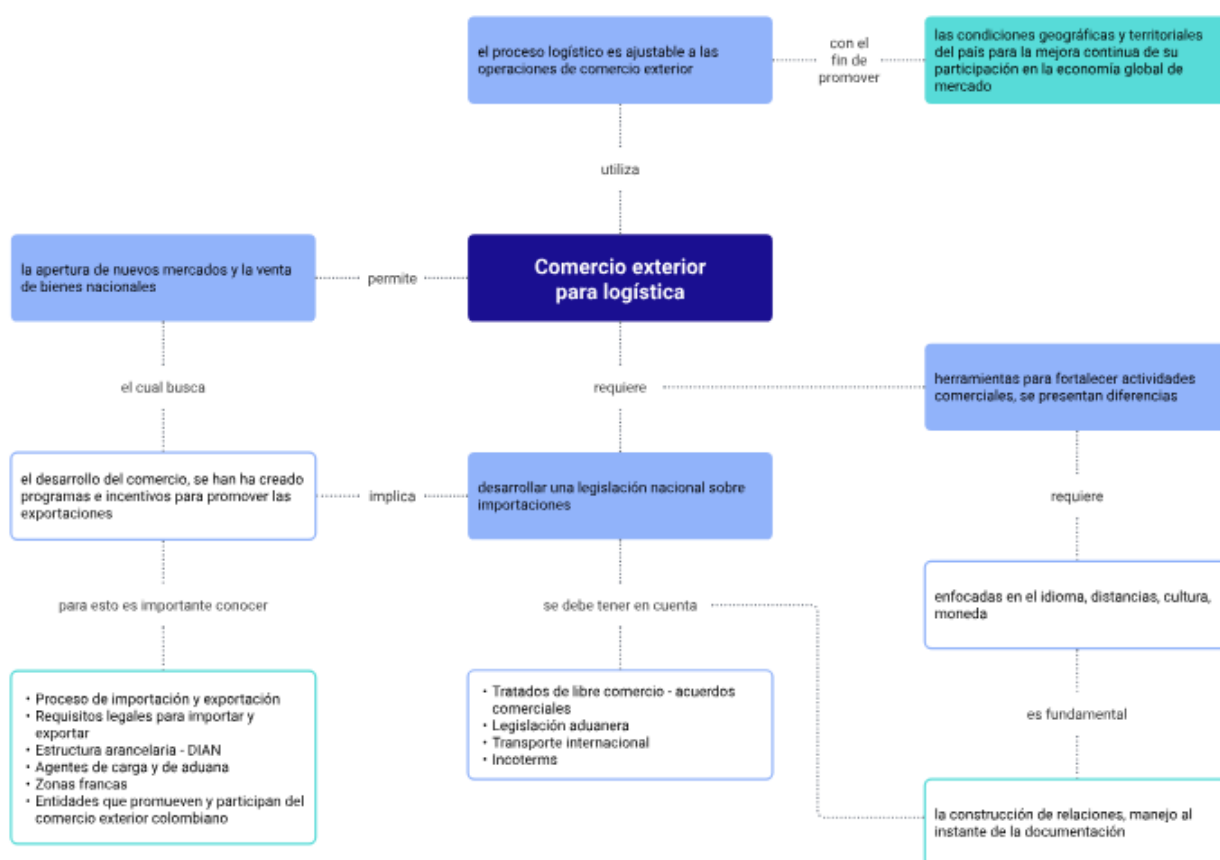 el proceso logístico es ajustable a las
operaciones de comercio exterior
con el
fin de
promover
las condiciones geográficas y territoriales
del país para la mejora continua de su
participación en la economía global de
mercado
utiliza
la apertura de nuevos mercados y la venta
de bienes nacionales
permite
Comercio exterior
para logística
el cual busca
requiere
herramientas para fortalecer actividades
comerciales, se presentan diferencias
el desarrollo del comercio, se han ha creado
programas e incentivos para promover las
exportaciones
implica
desarrollar una legislación nacional sobre
importaciones
requiere
para esto es importante conocer
se debe tener en cuenta
enfocadas en el idioma, distancias, cultura,
moneda
• Proceso de importación y exportación
• Requisitos legales para importar y
exportar
• Estructura arancelaria - DIAN
• Agentes de carga y de aduana
• Zonas francas
• Entidades que promueven y participan del
comercio exterior colombiano
• Tratados de libre comercio - acuerdos
comerciales
• Legislación aduanera
• Transporte internacional
• Incoterms
es fundamental
la construcción de relaciones, manejo al
instante de la documentación